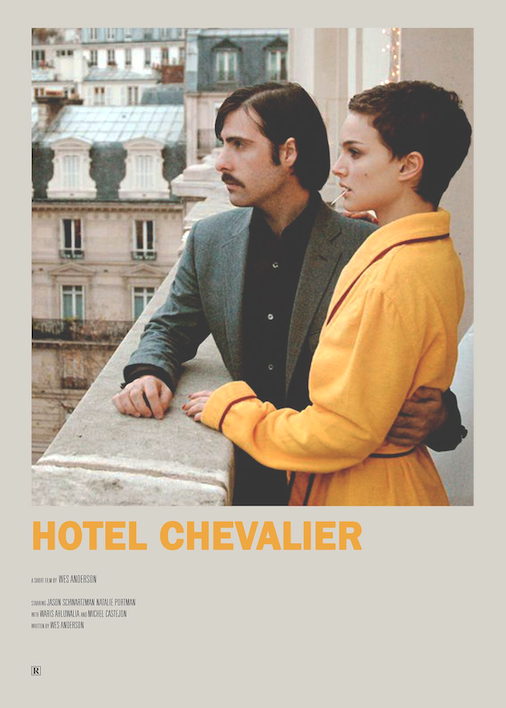 HOTEL CHEVALIER
A SHORT FILM BY WES ANDERSON
STARRING JASON SCHWARTZMAN NATALIE PORTMAN
WITH WARIS AHLUWALIA AND MICHEL CASTEJON
WRITTEN BY WES ANDERSON
R